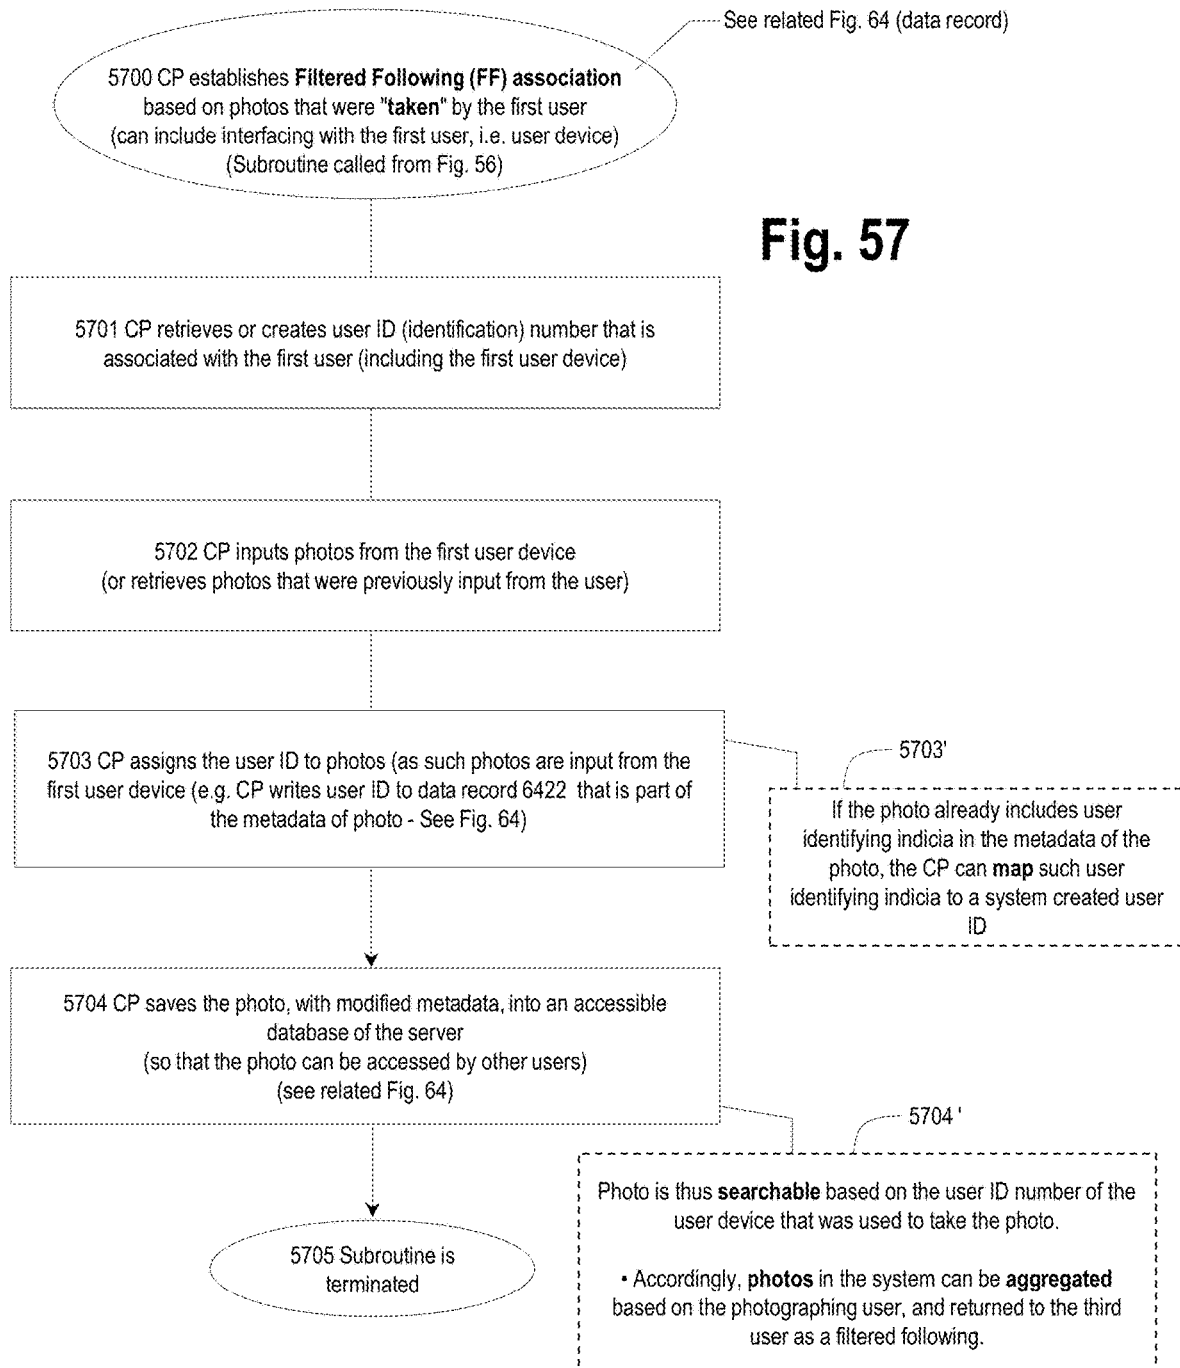 See related Fig. 64 (data record)
5700 CP establishes Filtered Following (FF) association
based on photos that were "taken" by the first user
(can include interfacing with the first user, i.e. user device)
(Subroutine called from Fig. 56)
Fig. 57
5701 CP retrieves or creates user ID (identification) number that is
associated with the first user (including the first user device)
5702 CP inputs photos from the first user device
(or retrieves photos that were previously input from the user)
5703 CP assigns the user ID to photos (as such photos are input from the
first user device (e.g. CP writes user ID to data record 6422 that is part of
the metadata of photo - See Fig. 64)
5703'
If the photo already includes user
identifying indicia in the metadata of the
photo, the CP can map such user
identifying indicia to a system created user
ID
5704 CP saves the photo, with modified metadata, into an accessible
database of the server
(so that the photo can be accessed by other users)
(see related Fig. 64)
5704 '
Photo is thus searchable based on the user ID number of the
user device that was used to take the photo.
• Accordingly, photos in the system can be aggregated
based on the photographing user, and returned to the third
user as a filtered following.
5705 Subroutine is
terminated